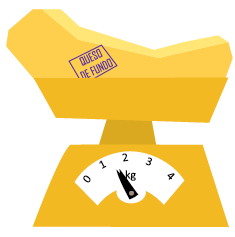 QUESO
DE FUNDO
0 1 2 3 4
kg